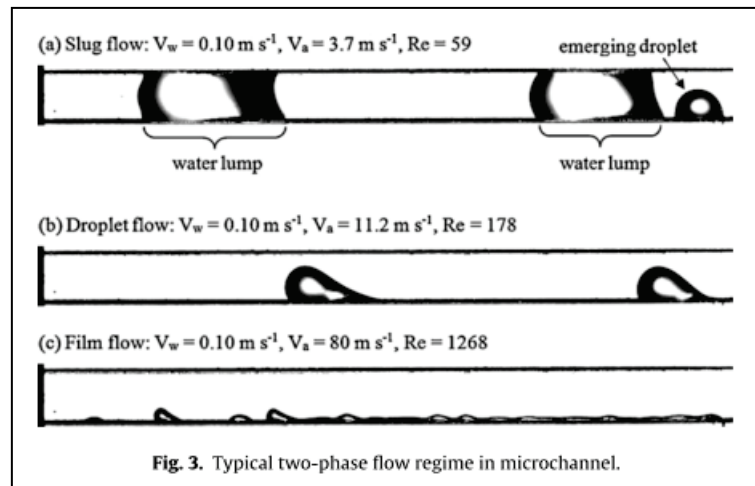 (a) Slug flow: Vw = 0.10 m s-1, Va = 3.7 m s-1, Re = 59
emerging droplet
water lump
water lump
(b) Droplet flow: Vw = 0.10 m s-1, Va = 11.2 m s-1, Re = 178
(c) Film flow: Vw = 0.10 m s-1, Va = 80 m s-1, Re = 1268
Fig. 3. Typical two-phase flow regime in microchannel.